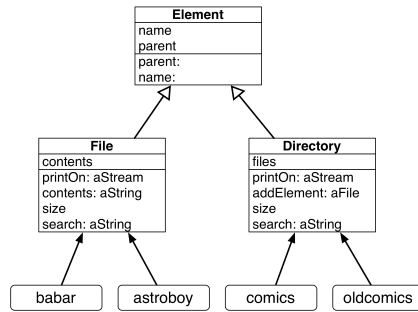 Element
name
parent
parent:
name:
File
contents
printOn: aStream
contents: aString
size
search: aString
Directory
files
printOn: aStream
addElement: aFile
size
search: aString
babar
astroboy
comics
oldcomics